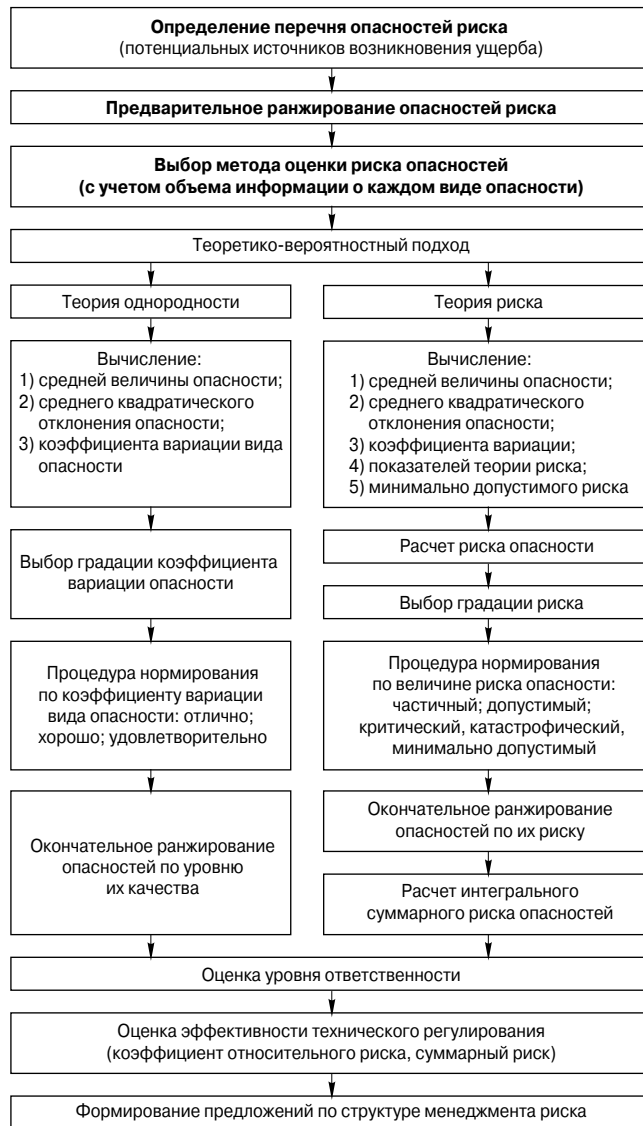 Определение перечня опасностей риска
(потенциальных источников возникновения ущерба)
Предварительное ранжирование опасностей риска
Выбор метода оценки риска опасностей
(с учетом объема информации о каждом виде опасности)
Теоретико-вероятностный подход
Теория однородности
Вычисление:
1) средней величины опасности;
2) среднего квадратического
отклонения опасности;
3) коэффициента вариации вида
опасности
Выбор градации коэффициента
вариации опасности
Процедура нормирования
по коэффициенту вариации
вида опасности: отлично;
хорошо; удовлетворительно
Окончательное ранжирование
опасностей по уровню
их качества
Теория риска
Вычисление:
1) средней величины опасности;
2) среднего квадратического
отклонения опасности;
3) коэффициента вариации;
4) показателей теории риска;
5) минимально допустимого риска
Расчет риска опасности
Выбор градации риска
Процедура нормирования
по величине риска опасности:
частичный; допустимый;
критический, катастрофический,
минимально допустимый
Окончательное ранжирование
опасностей по их риску
Расчет интегрального
суммарного риска опасностей
Оценка уровня ответственности
Оценка эффективности технического регулирования
(коэффициент относительного риска, суммарный риск)
Формирование предложений по структуре менеджмента риска